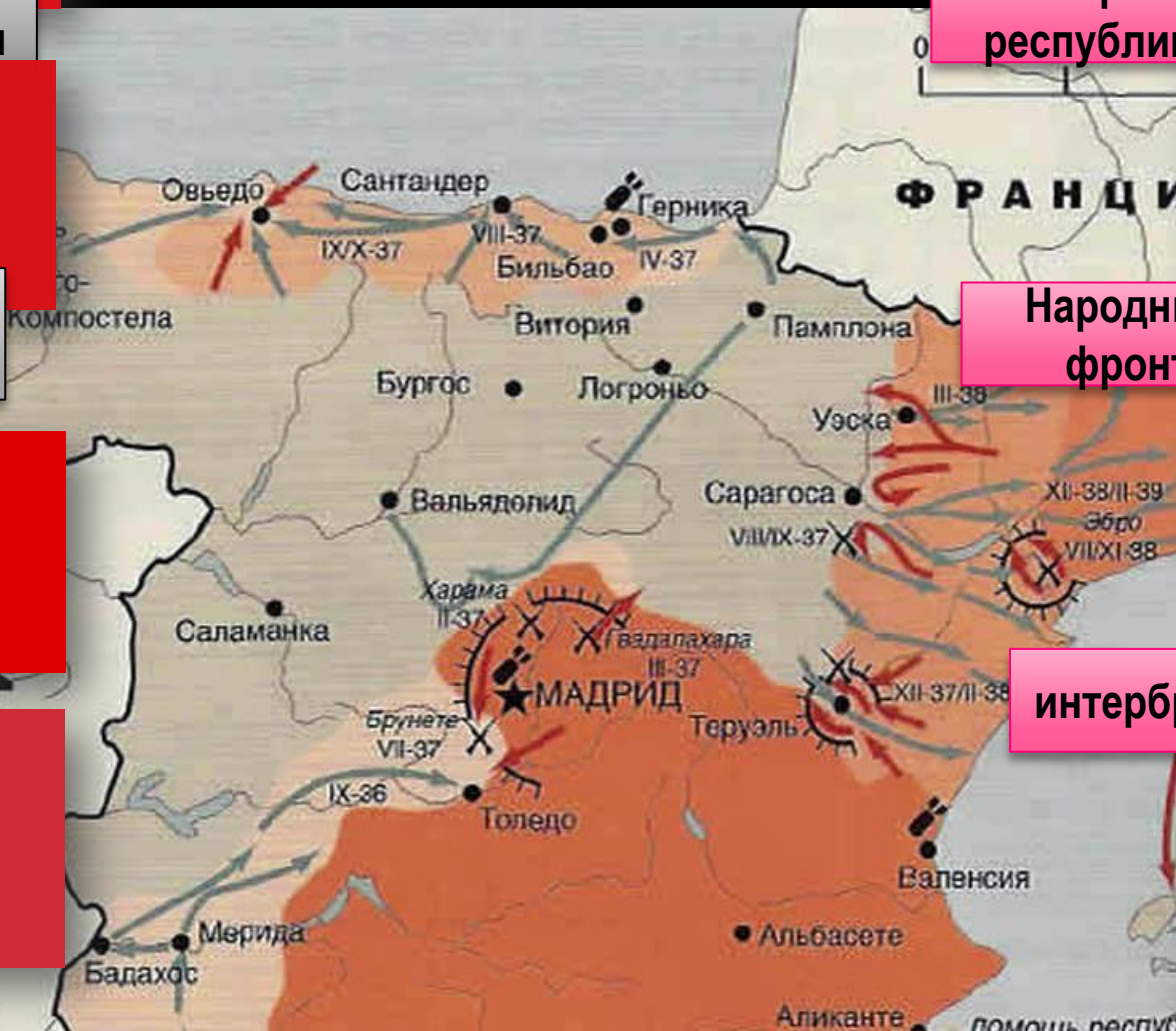 0
республи
Овьедо
Сантандер
Герника
ФРАНЦИ
VIII-37
IX/X-37
Бильбао
IV-37
го-
Компостела
Витория
Памплона
Народн
фронт
Бургос
Логроньо
III-38
Уэска
Вальядолид
Сарагоса
XII-38/II-39
Эбро
VIII/IX-37
VII/XI-38
Харама
II-37
Саламанка
Гвадалахара
III-37
МАДРИД
XII-37/II-38
интербр
Брунете
VII-37
Теруэль
IX-36
Толедо
Валенсия
Мерида
Альбасете
Бадахос
Аликанте
помощь респу